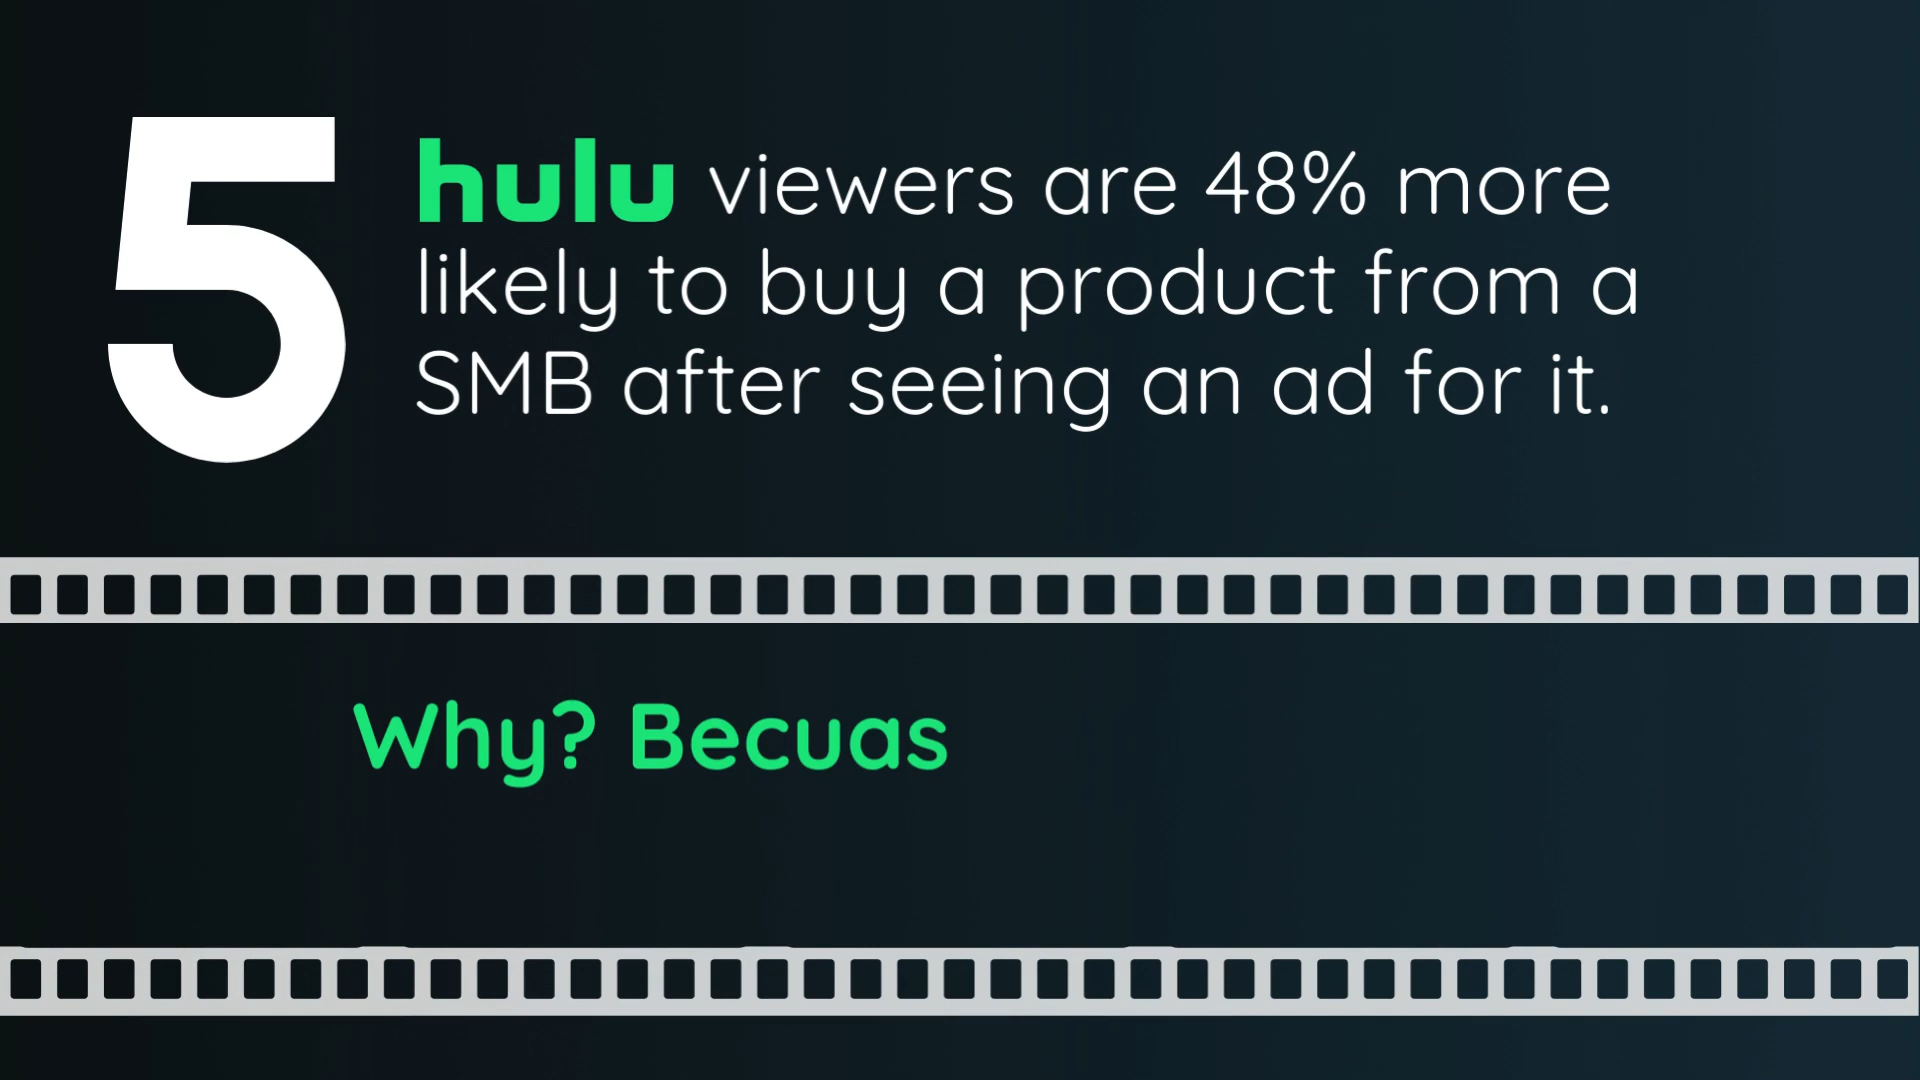 5
hulu viewers are 48% more
likely to buy a product from a
SMB after seeing an ad for it.
Why? Becuas